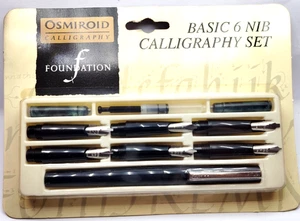 OSMIROID
CALLIGRAPHY
f
FOUNDATION
BASIC 6 NIB
CALLIGRAPHY SET